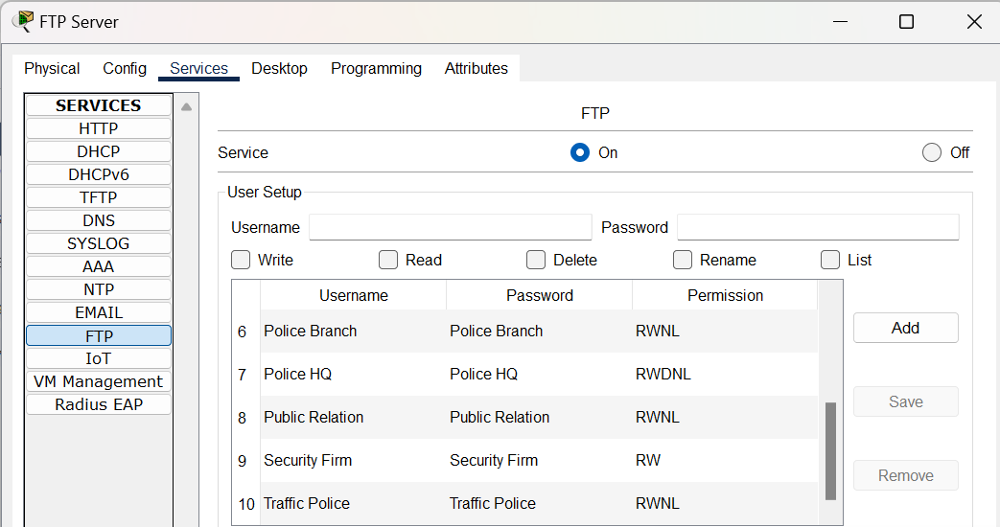 FTP Server
Physical Config Services Desktop Programming Attributes
SERVICES
HTTP
DHCP
DHCPv6
TFTP
DNS
SYSLOG
AAA
NTP
EMAIL
FTP
IoT
VM Management
Radius EAP
FTP
Service On Off
User Setup
Username Password
Write Read Delete Rename List
Username Password Permission
6 Police Branch Police Branch RWNL
7 Police HQ Police HQ RWDNL
8 Public Relation Public Relation RWNL
9 Security Firm Security Firm RW
10 Traffic Police Traffic Police RWNL
Add
Save
Remove